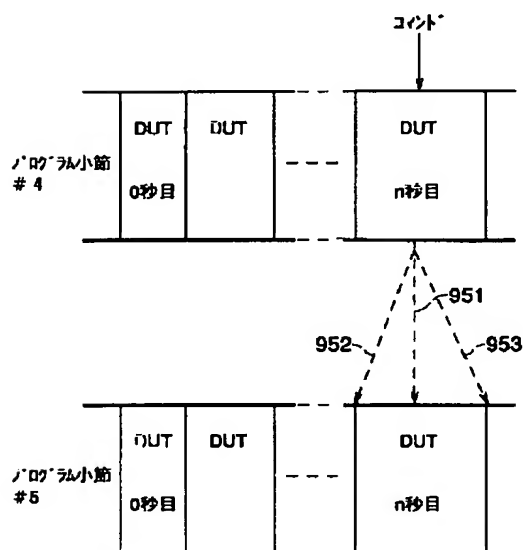 コマンド
DUT DUT DUT
プログラム小節
#4
0秒目 n秒目
951
952 953
DUT DUT DUT
プログラム小節
#5
0秒目 n秒目